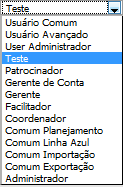 Teste
Usuário Comum
Usuário Avançado
User Administrador
Teste
Patrocinador
Gerente de Conta
Gerente
Facilitador
Coordenador
Comum Planejamento
Comum Linha Azul
Comum Importação
Comum Exportação
Administrador